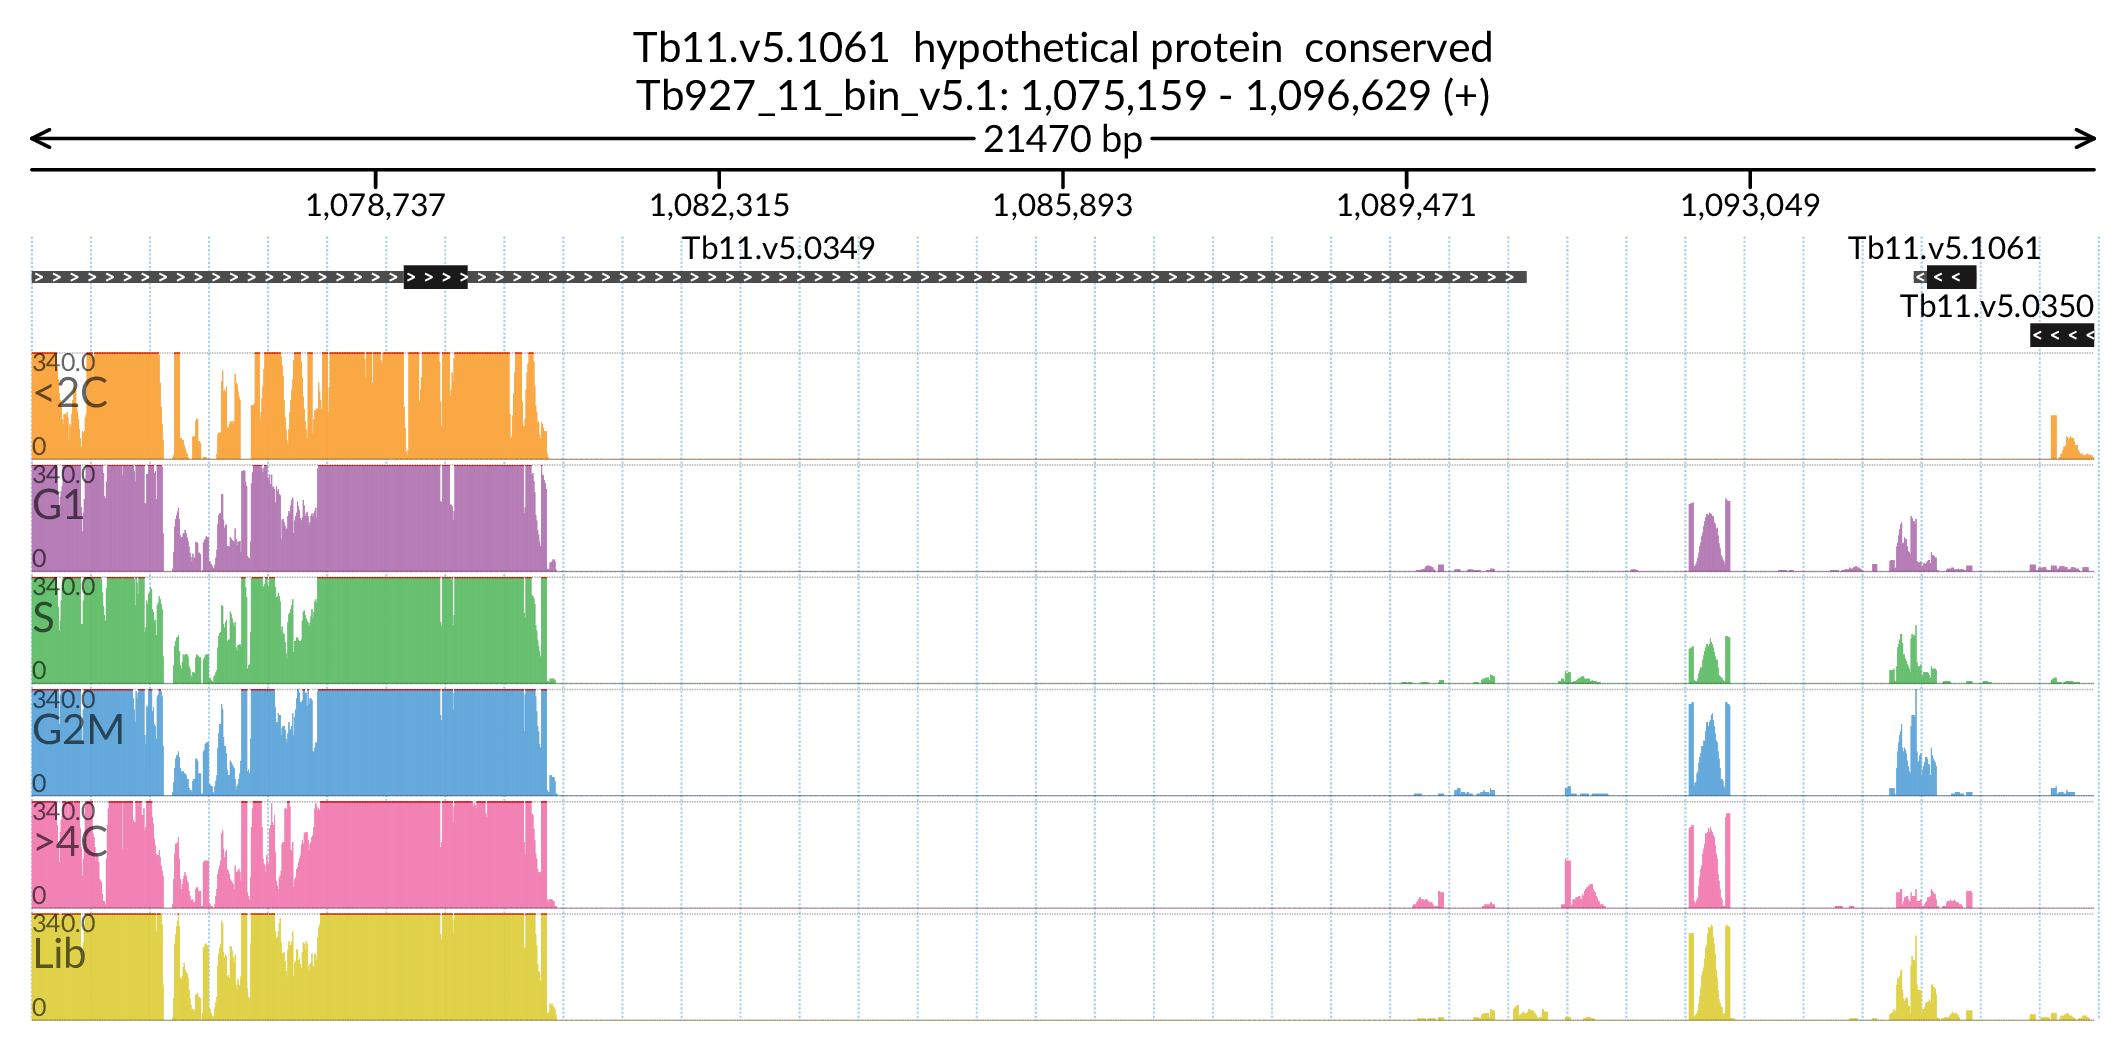 Tb11.v5.1061 hypothetical protein conserved
Tb927_11_bin_v5.1: 1,075,159 - 1,096,629 (+)
21470 bp
1,078,737 1,082,315 1,085,893 1,089,471 1,093,049
Tb11.v5.0349 Tb11.v5.1061
Tb11.v5.0350
340.0
<2C
0
340.0
G1
0
340.0
S
0
340.0
G2M
0
340.0
>4C
0
340.0
Lib
0